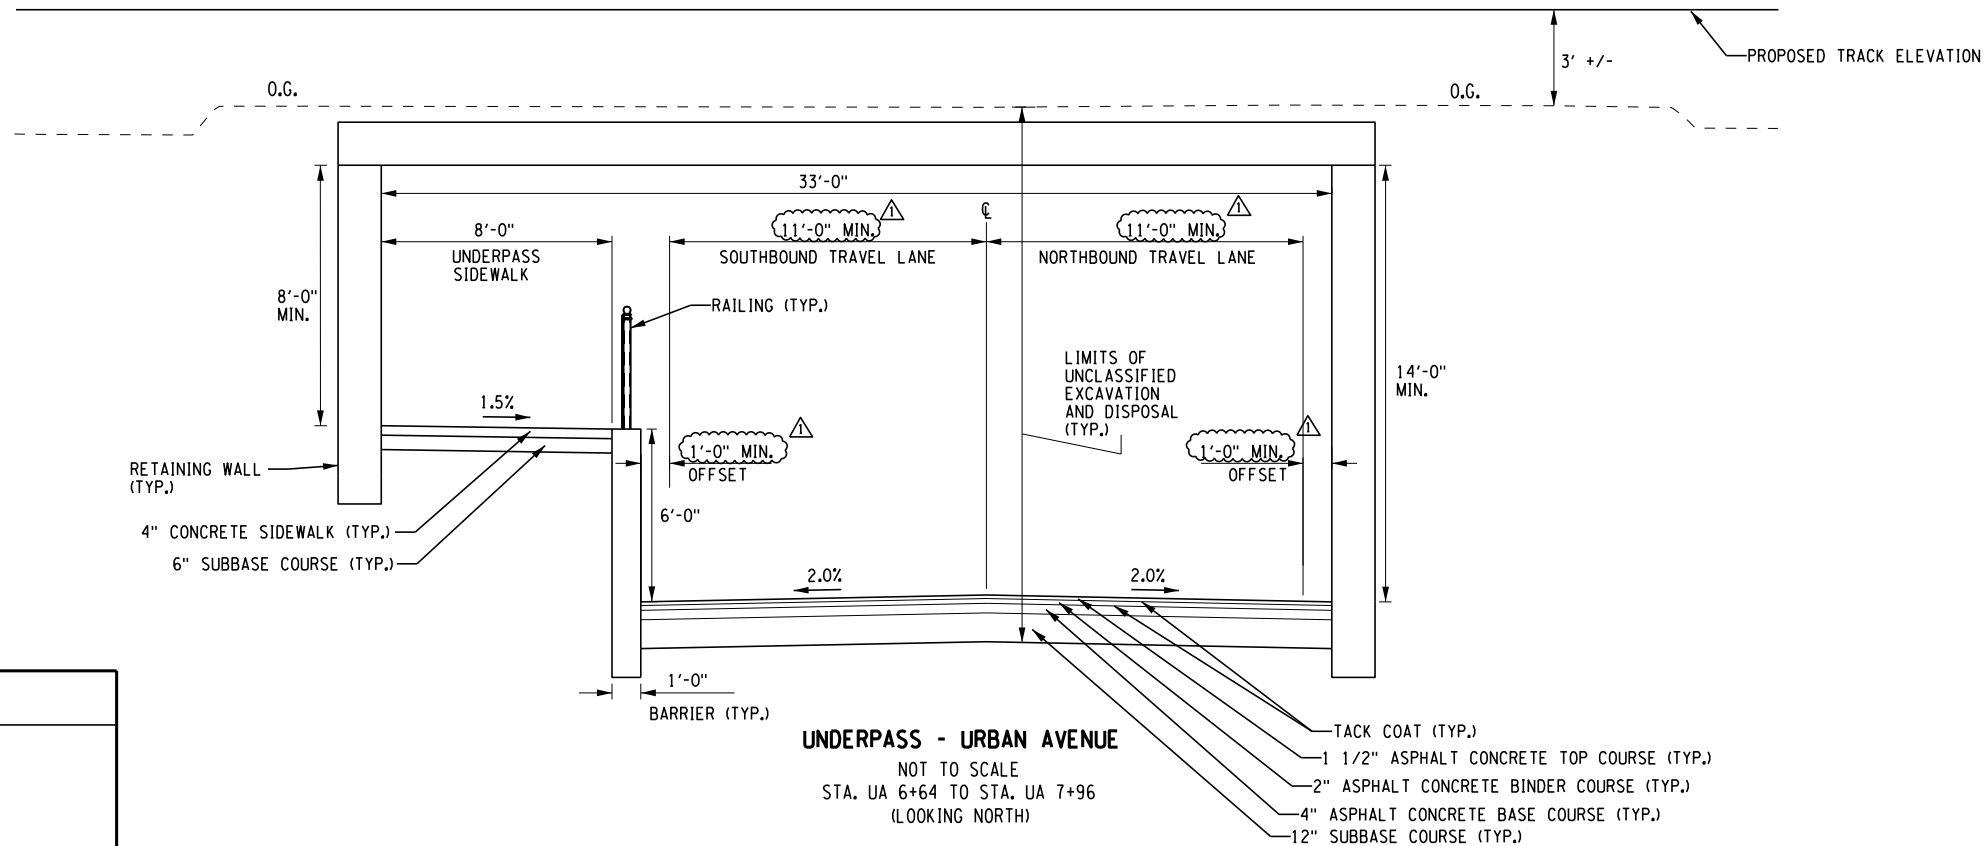 PROPOSED TRACK ELEVATION
3' +/-
O.G.
O.G.
33'-0"
1
1
℄
11'-0" MIN.
11'-0" MIN.
8'-0"
UNDERPASS
SIDEWALK
SOUTHBOUND TRAVEL LANE
NORTHBOUND TRAVEL LANE
8'-0"
MIN.
RAILING (TYP.)
LIMITS OF
UNCLASSIFIED
EXCAVATION
AND DISPOSAL
(TYP.)
14'-0"
MIN.
1.5%
1
1
1'-0" MIN.
OFFSET
1'-0" MIN.
OFFSET
RETAINING WALL
(TYP.)
6'-0"
4" CONCRETE SIDEWALK (TYP.)
6" SUBBASE COURSE (TYP.)
2.0%
2.0%
1'-0"
BARRIER (TYP.)
TACK COAT (TYP.)
1 1/2" ASPHALT CONCRETE TOP COURSE (TYP.)
2" ASPHALT CONCRETE BINDER COURSE (TYP.)
4" ASPHALT CONCRETE BASE COURSE (TYP.)
12" SUBBASE COURSE (TYP.)
UNDERPASS - URBAN AVENUE
NOT TO SCALE
STA. UA 6+64 TO STA. UA 7+96
(LOOKING NORTH)